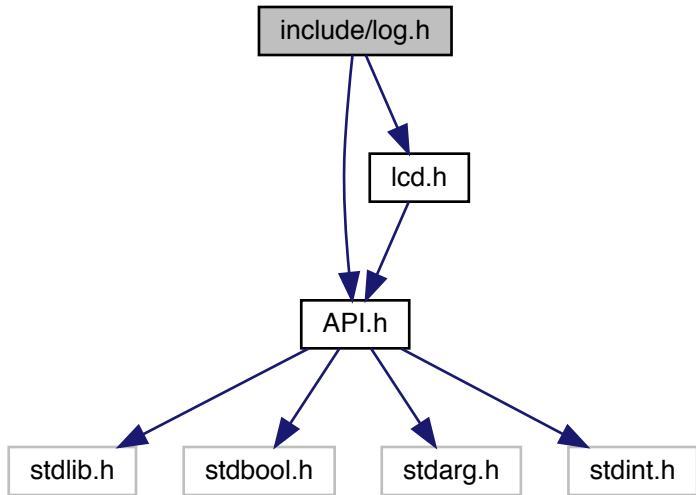 include/log.h
lcd.h
API.h
stdlib.h
stdbool.h
stdarg.h
stdint.h